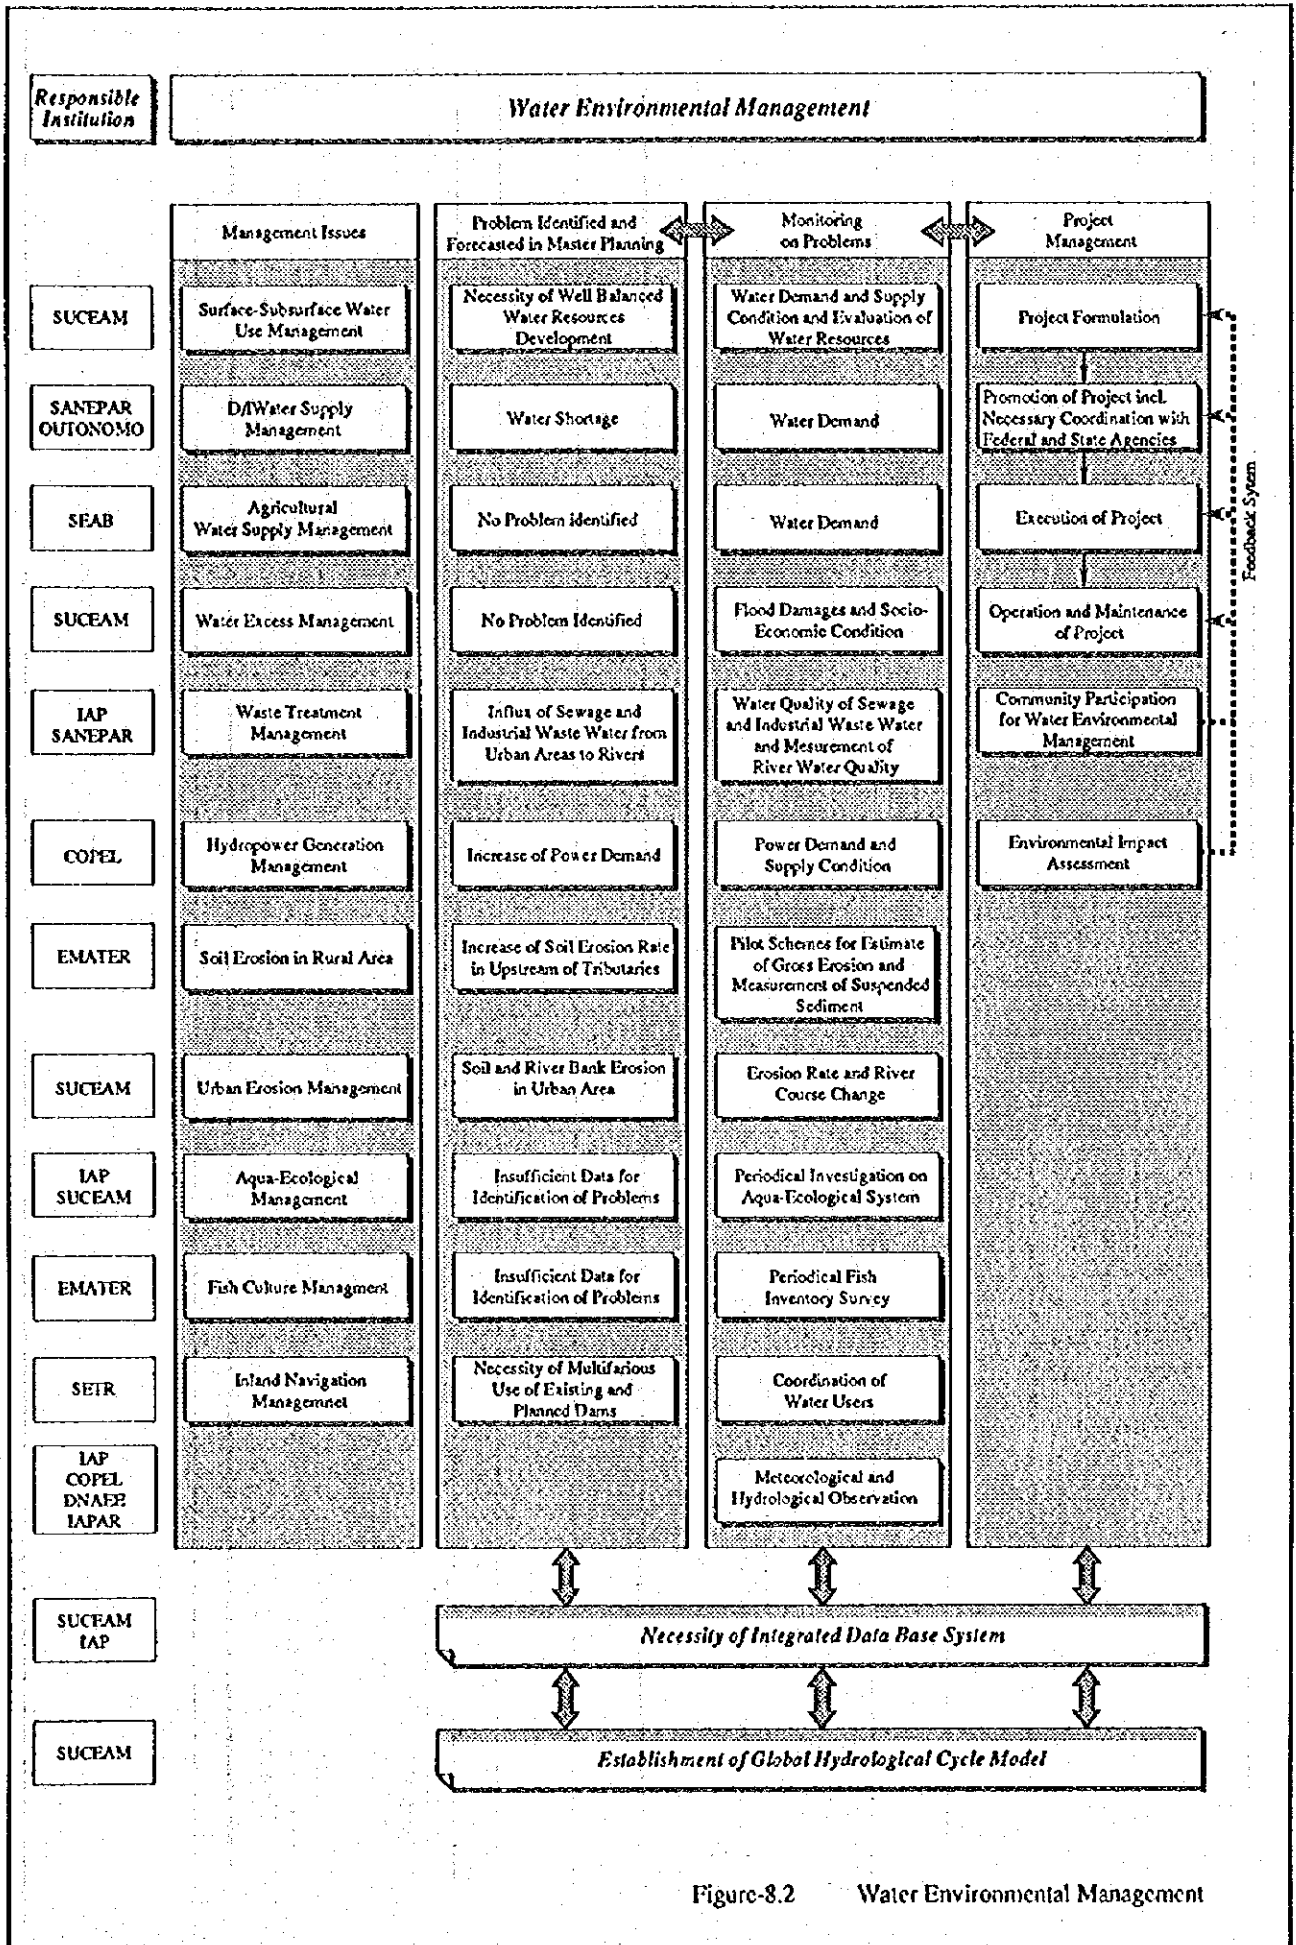 Responsible
Institution
Water Environmental Management
Management Issues
Problem Identified and
Forecasted in Master Planning
Monitoring
on Problems
Project
Management
SUCEAM
Surface-Subsurface Water
Use Management
Necessity of Well Balanced
Water Resources
Development
Water Demand and Supply
Condition and Evaluation of
Water Resources
Project Formulation
SANEPAR
OUTONOMO
D/IWater Supply
Management
Water Shortage
Water Demand
Promotion of Project incl.
Necessary Coordination with
Federal and State Agencies
SEAB
Agricultural
Water Supply Management
No Problem identified
Water Demand
Execution of Project
Feedback Sytem
SUCEAM
Water Excess Management
No Problem Identified
Flood Damages and Socio-
Economic Condition
Operation and Maintenance
of Project
IAP
SANEPAR
Waste Treatment
Management
Influx of Sewage and
Industrial Waste Water from
Urban Areas to Rivers
Water Quality of Sewage
and Industrial Waste Water
and Mesurement of
River Water Quality
Community Participation
for Water Environmental
Management
COPEL
Hydropower Generation
Management
Increase of Power Demand
Power Demand and
Supply Condition
Environmental Impact
Assessment
EMATER
Soil Erosion in Rural Area
Increase of Soil Erosion Rate
in Upstream of Tributaries
Pilot Schemes for Estimate
of Gross Erosion and
Measurement of Suspended
Sediment
SUCEAM
Urban Erosion Management
Soil and River Bank Erosion
in Urban Area
Erosion Rate and River
Course Change
IAP
SUCEAM
Aqua-Ecological
Management
Insufficient Data for
Identification of Problems
Periodical Investigation on
Aqua-Ecological System
EMATER
Fish Culture Managment
Insufficient Data for
Identification of Problems
Periodical Fish
Inventory Survey
SETR
Inland Navigation
Managemnet
Necessity of Multifarious
Use of Existing and
Planned Dams
Coordination of
Water Users
IAP
COPEL
DNAEE
IAPAR
Meteorological and
Hydrological Observation
SUCEAM
IAP
Necessity of Integrated Data Base System
SUCEAM
Establishment of Global Hydrological Cycle Model
Figure-8.2 Water Environmental Management